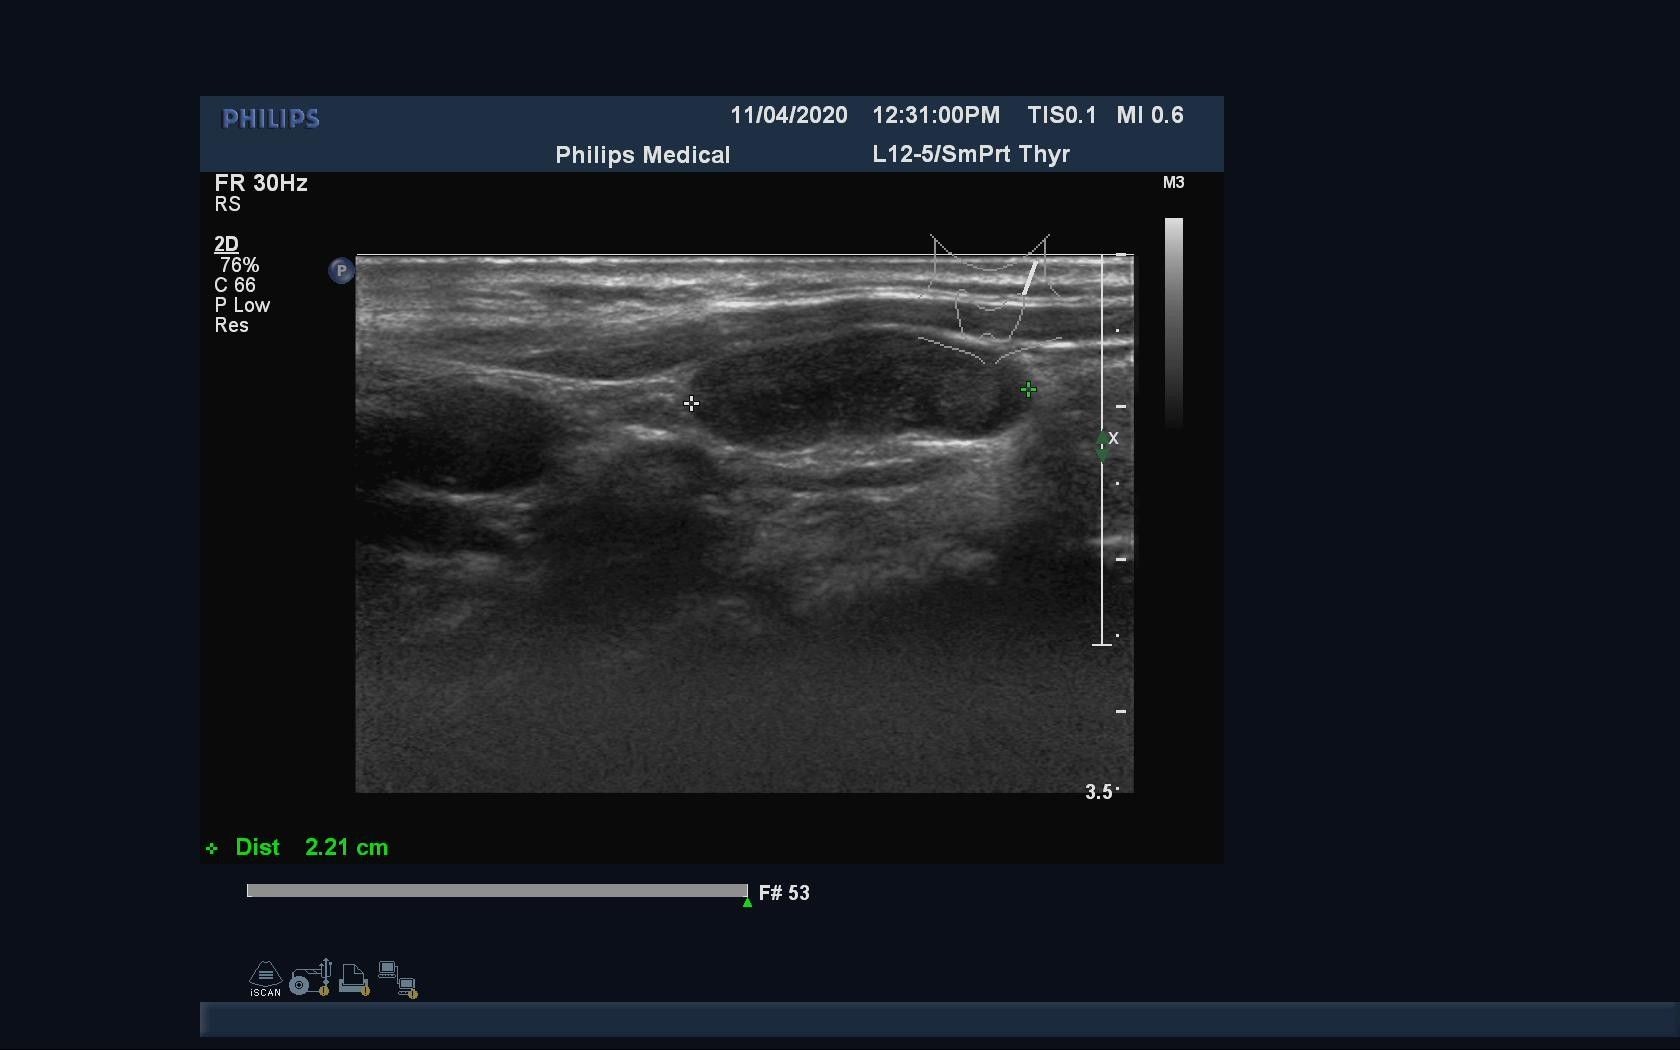 PHILIPS
11/04/2020 12:31:00PM TIS0.1 MI 0.6
Philips Medical L12-5/SmPrt Thyr
FR 30Hz
RS
M3
2D
76%
C 66
P Low
Res
P
X
3.5
Dist 2.21 cm
F# 53
iSCAN